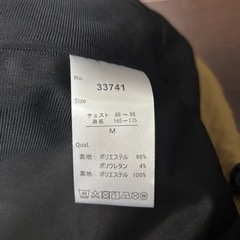 No.
33741
Size
チェスト 88 ～ 96
身長 165 ～ 175
M
Qual.
表地: ポリエステル 96%
ポリウレタン 4%
裏地: ポリエステル 100%